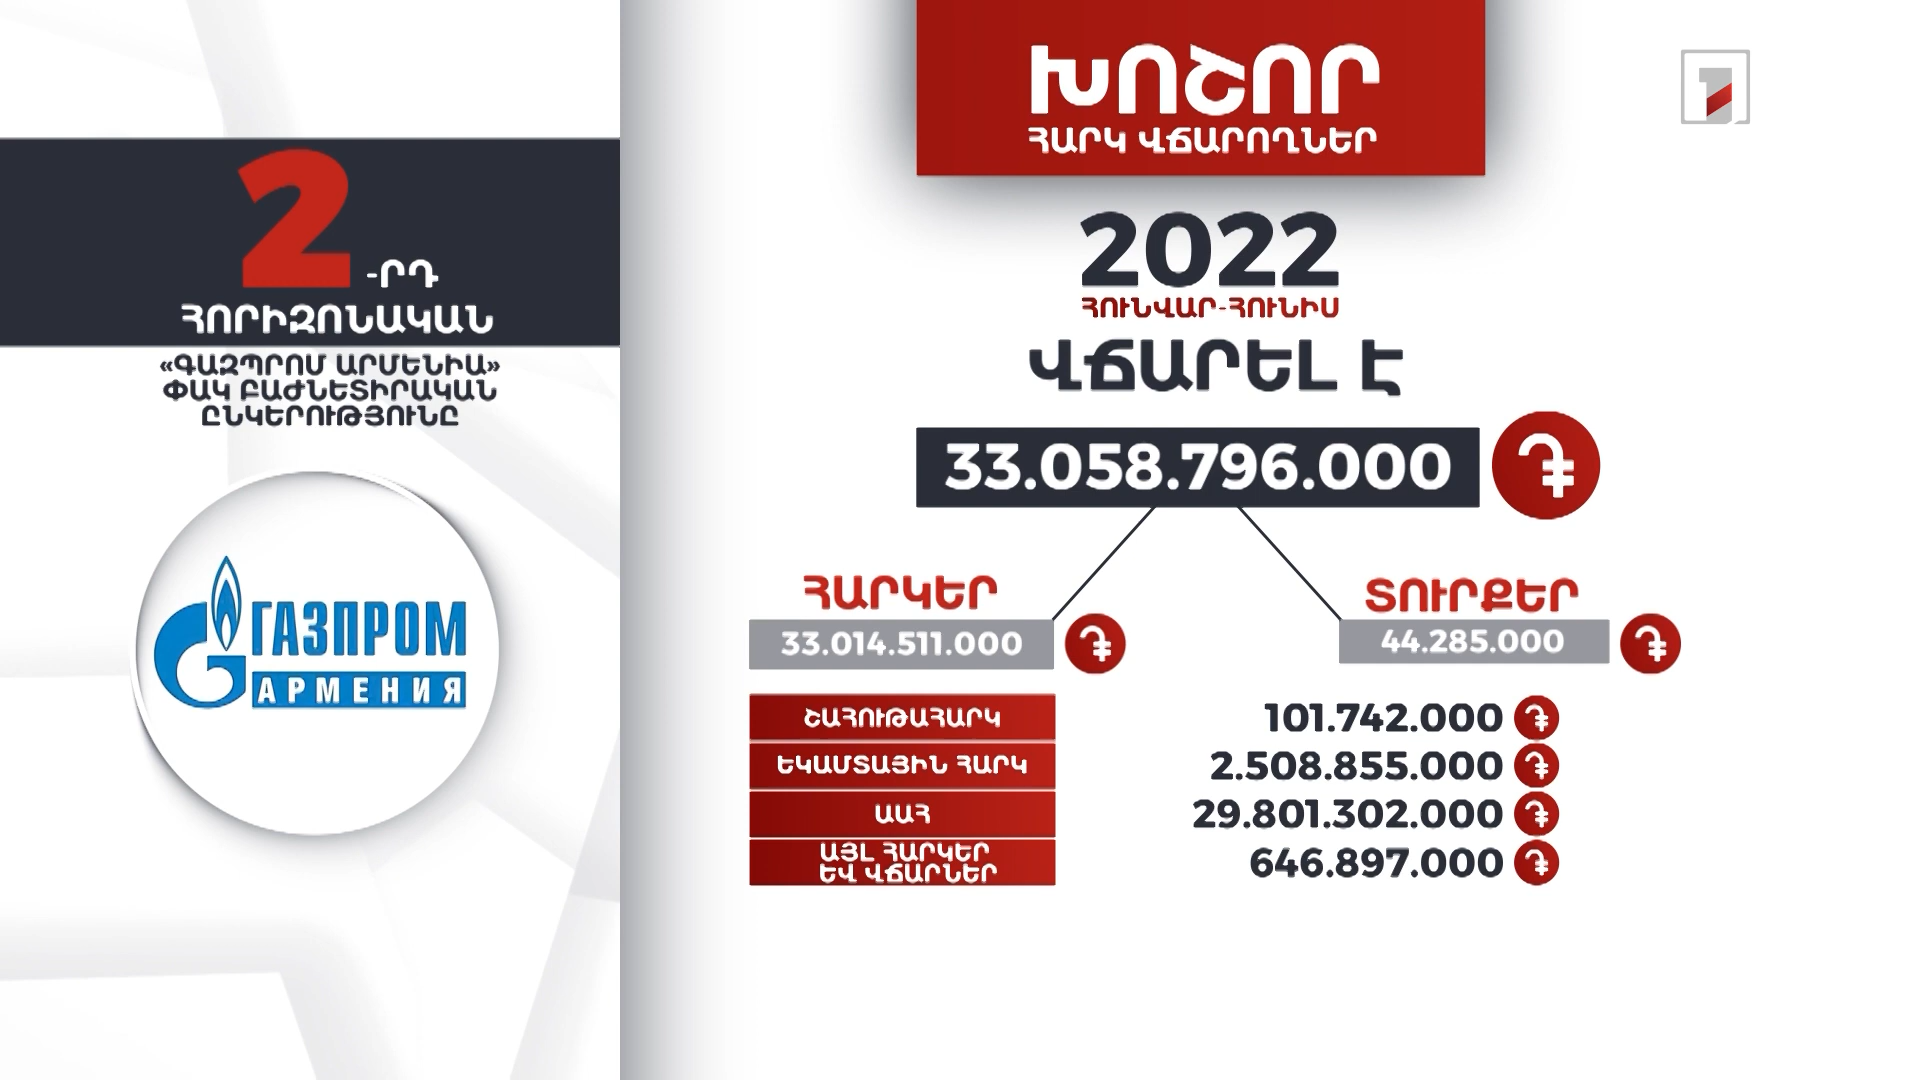 2-ՐԴ
ՀՈՐԻԶՈՆԱԿԱՆ
«ԳԱԶՊՐՈՄ ԱՐՄԵՆԻԱ»
ՓԱԿ ԲԱԺՆԵՏԻՐԱԿԱՆ
ԸՆԿԵՐՈՒԹՅՈՒՆԸ
ГАЗПРОМ
АРМЕНИЯ
ԽՈՇՈՐ
ՀԱՐԿ ՎՃԱՐՈՂՆԵՐ
1
2022
ՀՈՒՆՎԱՐ-ՀՈՒՆԻՍ
ՎՃԱՐԵԼ Է
33.058.796.000 ֏
ՀԱՐԿԵՐ
33.014.511.000 ֏
ՏՈՒՐՔԵՐ
44.285.000 ֏
ՇԱՀՈՒԹԱՀԱՐԿ 101.742.000 ֏
ԵԿԱՄՏԱՅԻՆ ՀԱՐԿ 2.508.855.000 ֏
ԱԱՀ 29.801.302.000 ֏
ԱՅԼ ՀԱՐԿԵՐ
ԵՎ ՎՃԱՐՆԵՐ 646.897.000 ֏